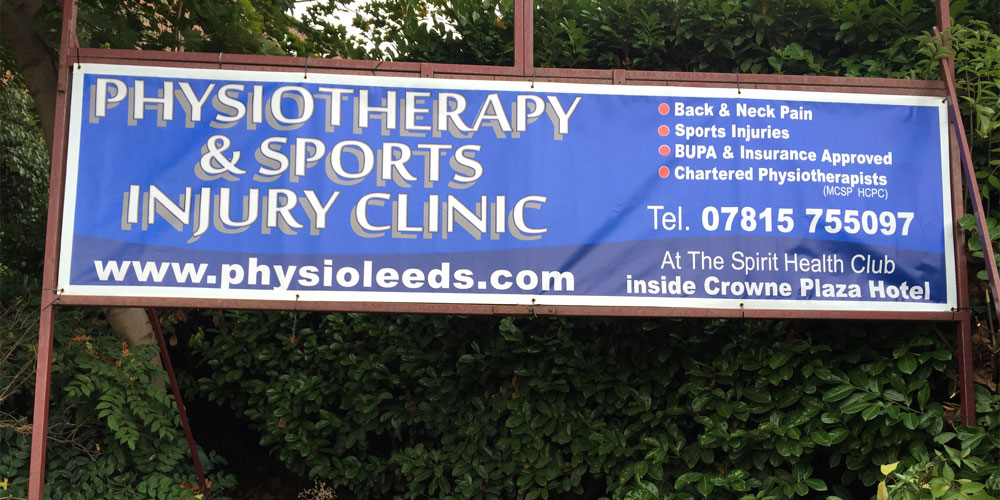 PHYSIOTHERAPY
& SPORTS
INJURY CLINIC
www.physioleeds.com
Back & Neck Pain
Sports Injuries
BUPA & Insurance Approved
Chartered Physiotherapists
(MCSP HCPC)
Tel. 07815 755097
At The Spirit Health Club
inside Crowne Plaza Hotel